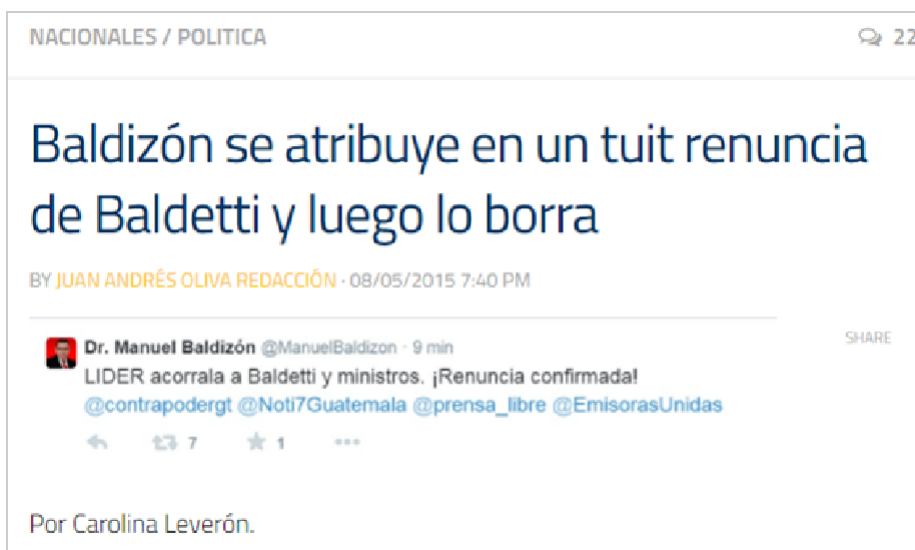 NACIONALES / POLITICA
22
Baldizón se atribuye en un tuit renuncia
de Baldetti y luego lo borra
BY JUAN ANDRÉS OLIVA REDACCIÓN · 08/05/2015 7:40 PM
SHARE
Dr. Manuel Baldizón @ManuelBaldizon · 9 min
LIDER acorrala a Baldetti y ministros. ¡Renuncia confirmada!
@contrapodergt @Noti7Guatemala @prensa_libre @EmisorasUnidas
7 1
Por Carolina Leverón.